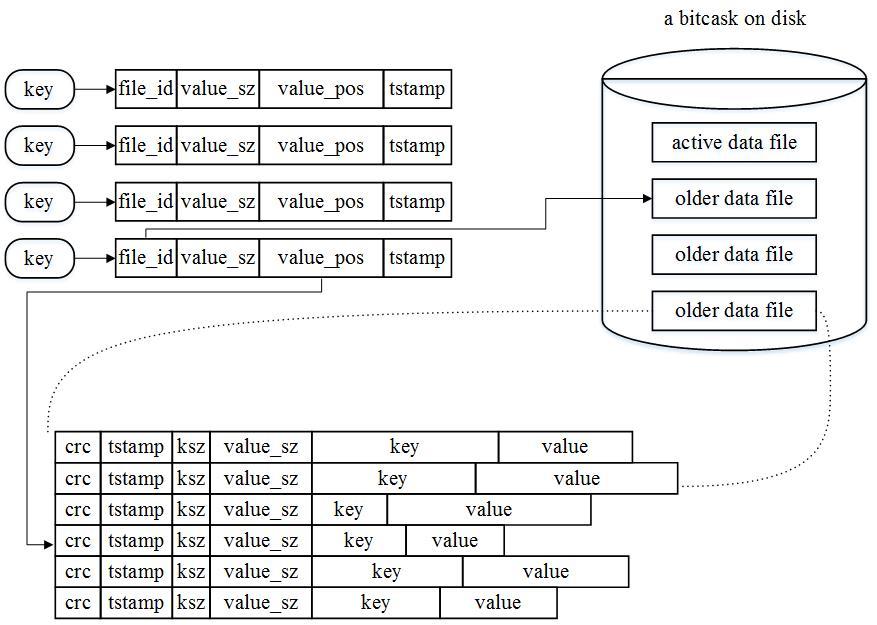 a bitcask on disk
key file_id value_sz value_pos tstamp
key file_id value_sz value_pos tstamp
key file_id value_sz value_pos tstamp
key file_id value_sz value_pos tstamp
active data file
older data file
older data file
older data file
crc tstamp ksz value_sz key value
crc tstamp ksz value_sz key value
crc tstamp ksz value_sz key value
crc tstamp ksz value_sz key value
crc tstamp ksz value_sz key value
crc tstamp ksz value_sz key value